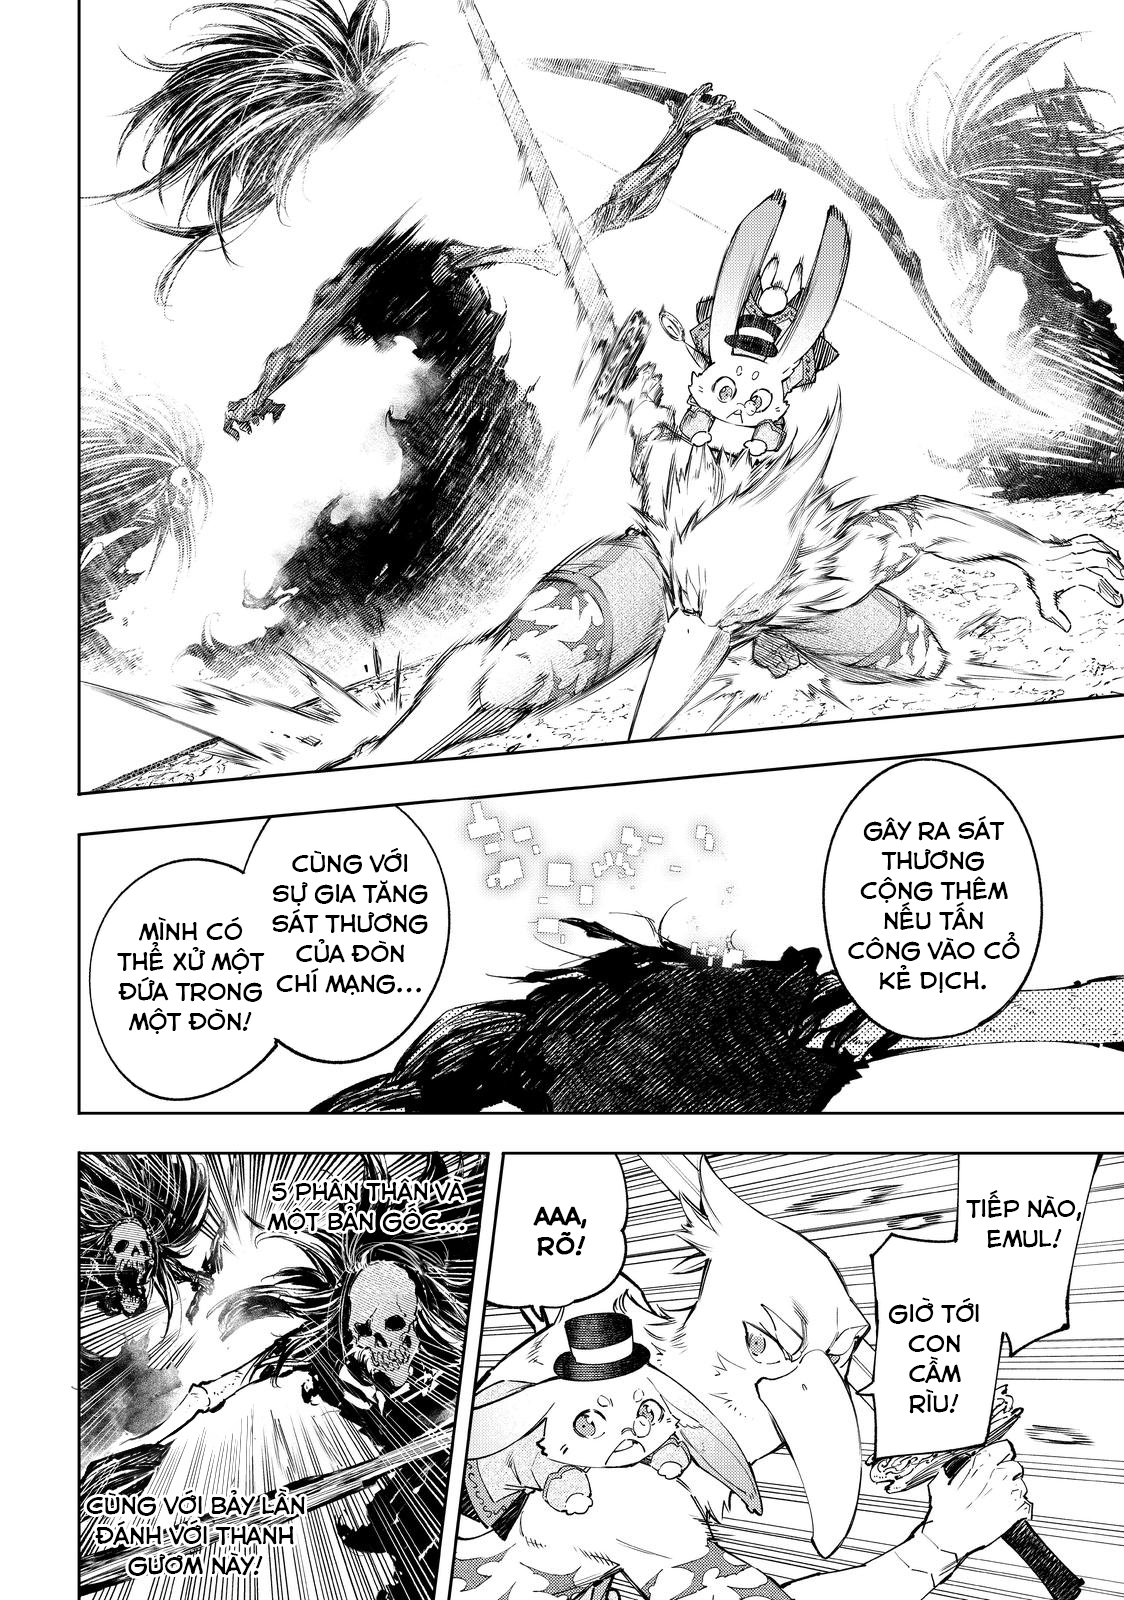 GÂY RA SÁT
THƯƠNG
CỘNG THÊM
NẾU TẤN
CÔNG VÀO CỔ
KẺ DỊCH.
CÙNG VỚI
SỰ GIA TĂNG
SÁT THƯƠNG
CỦA ĐÒN
CHÍ MẠNG...
MÌNH CÓ
THỂ XỬ MỘT
ĐỨA TRONG
MỘT ĐÒN!
TIẾP NÀO,
EMUL!
GIỜ TỚI
CON
CẦM
RÌU!
AAA,
RÕ!
5 PHÂN THÂN VÀ
MỘT BẢN GỐC...
CÙNG VỚI BẢY LẦN
ĐÁNH VỚI THANH
GƯƠM NÀY!